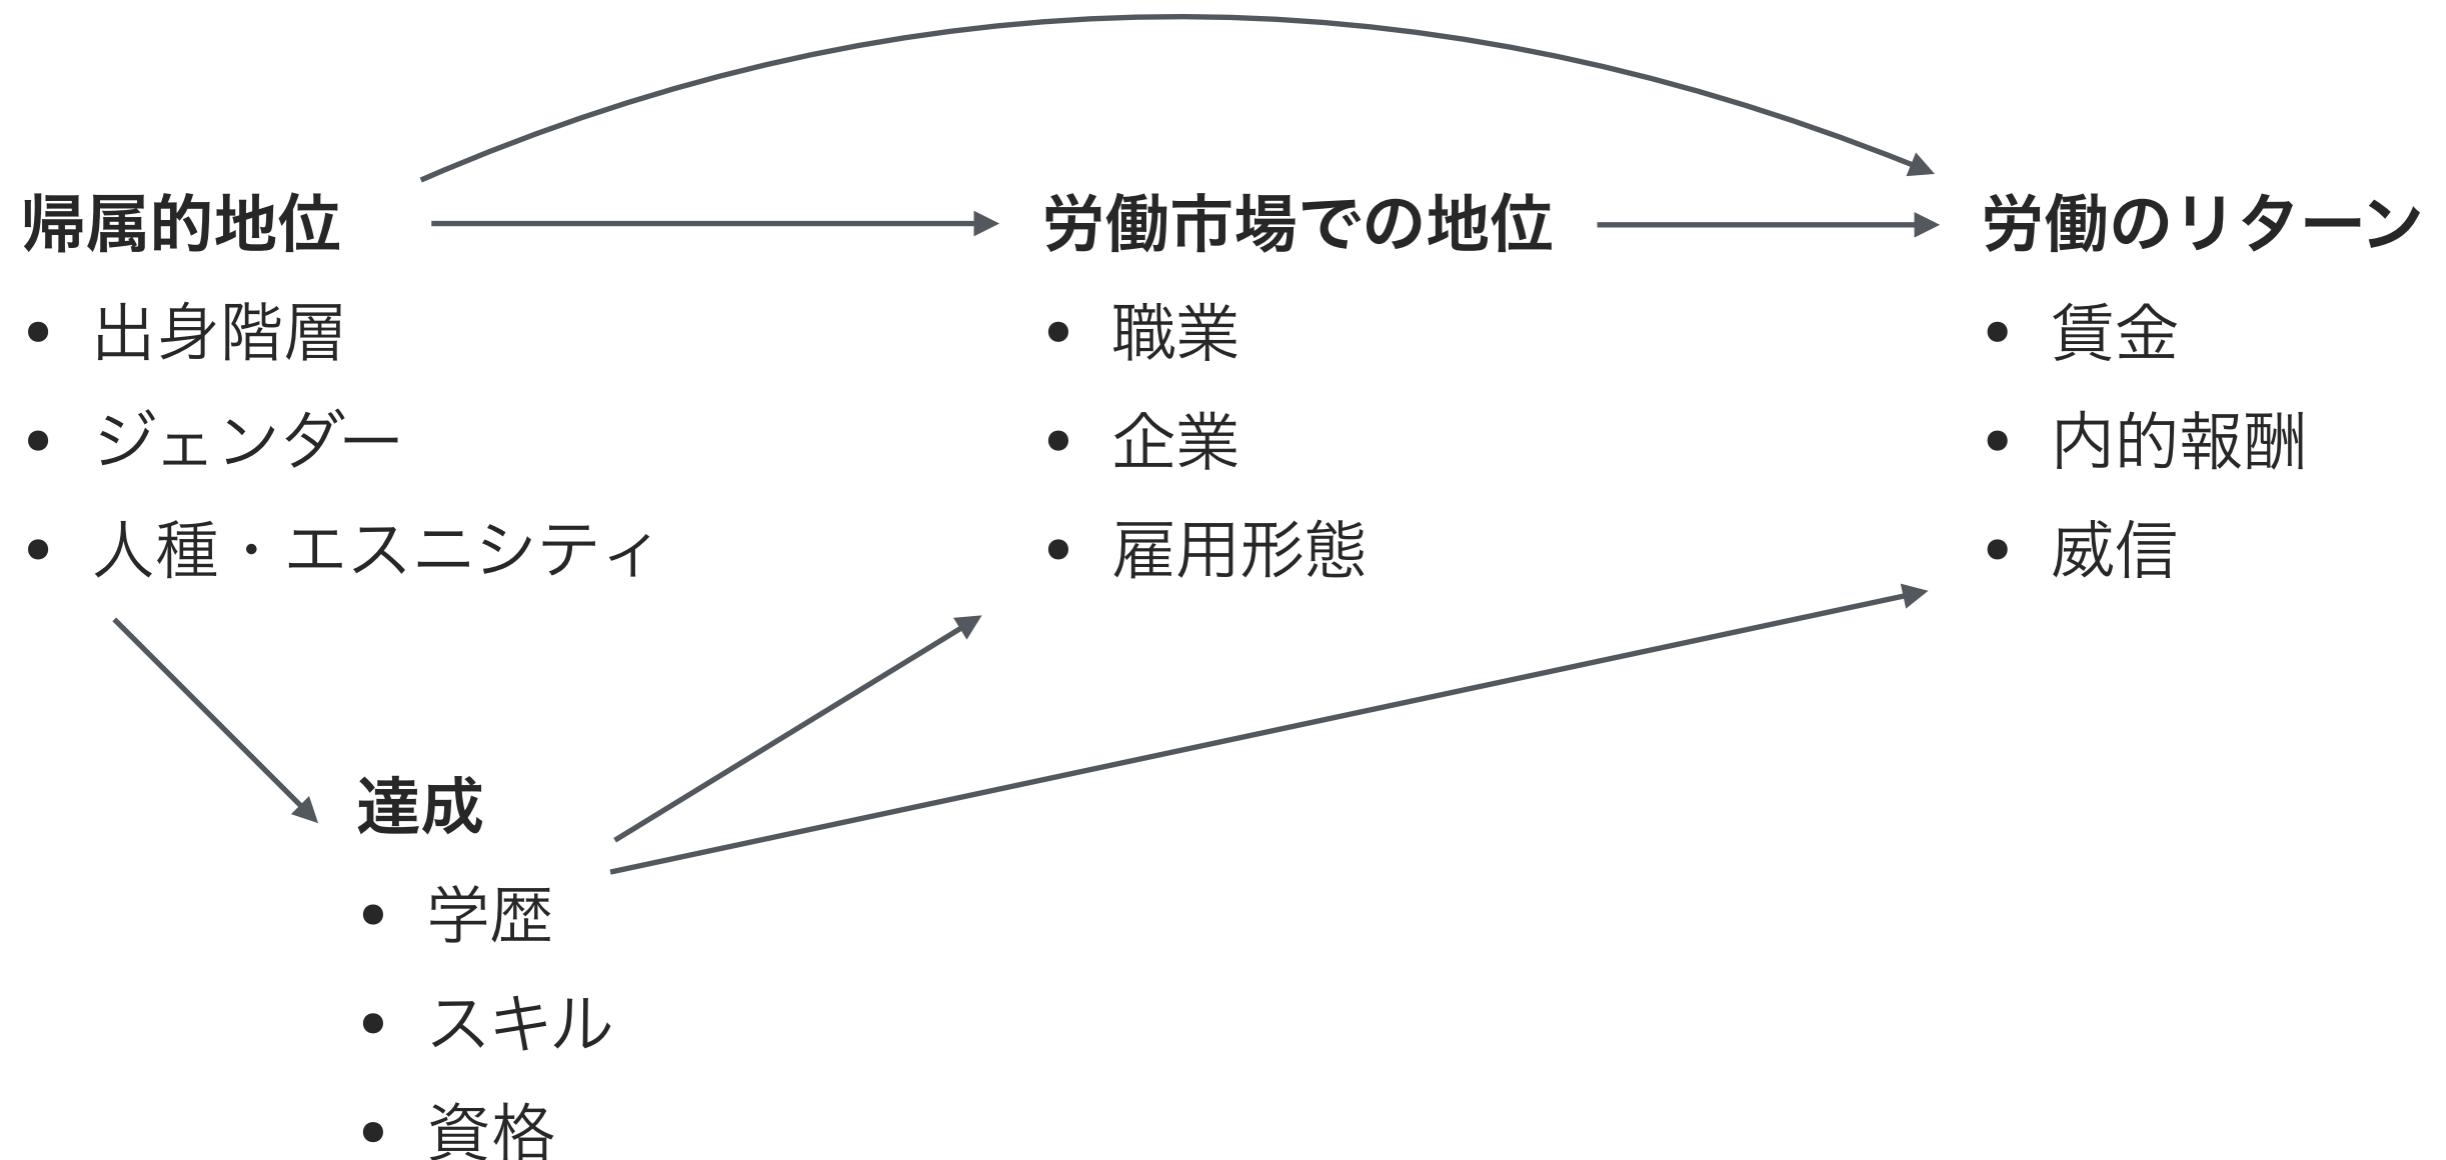 帰属的地位
• 出身階層
• ジェンダー
• 人種・エスニシティ
労働市場での地位
• 職業
• 企業
• 雇用形態
労働のリターン
• 賃金
• 内的報酬
• 威信
達成
• 学歴
• スキル
• 資格